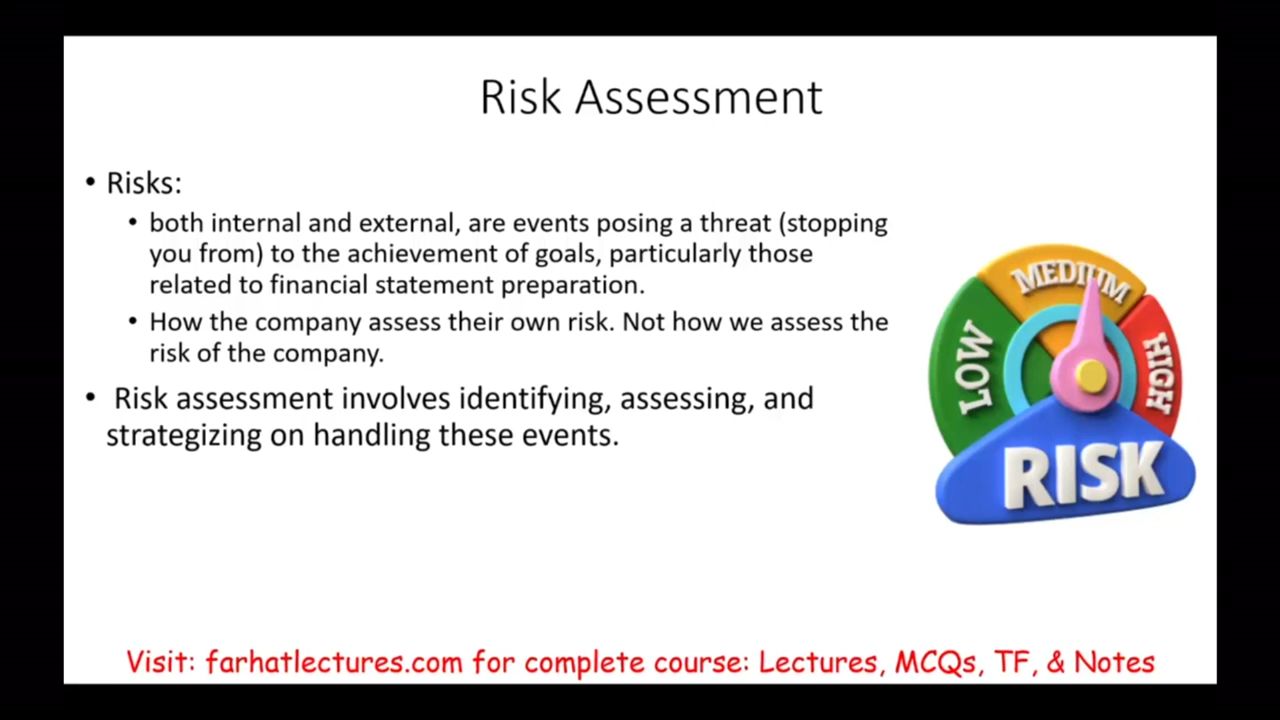 Risk Assessment
• Risks:
• both internal and external, are events posing a threat (stopping
you from) to the achievement of goals, particularly those
related to financial statement preparation.
• How the company assess their own risk. Not how we assess the
risk of the company.
• Risk assessment involves identifying, assessing, and
strategizing on handling these events.
LOW
MEDIUM
HIGH
RISK
Visit: farhatlectures.com for complete course: Lectures, MCQs, TF, & Notes